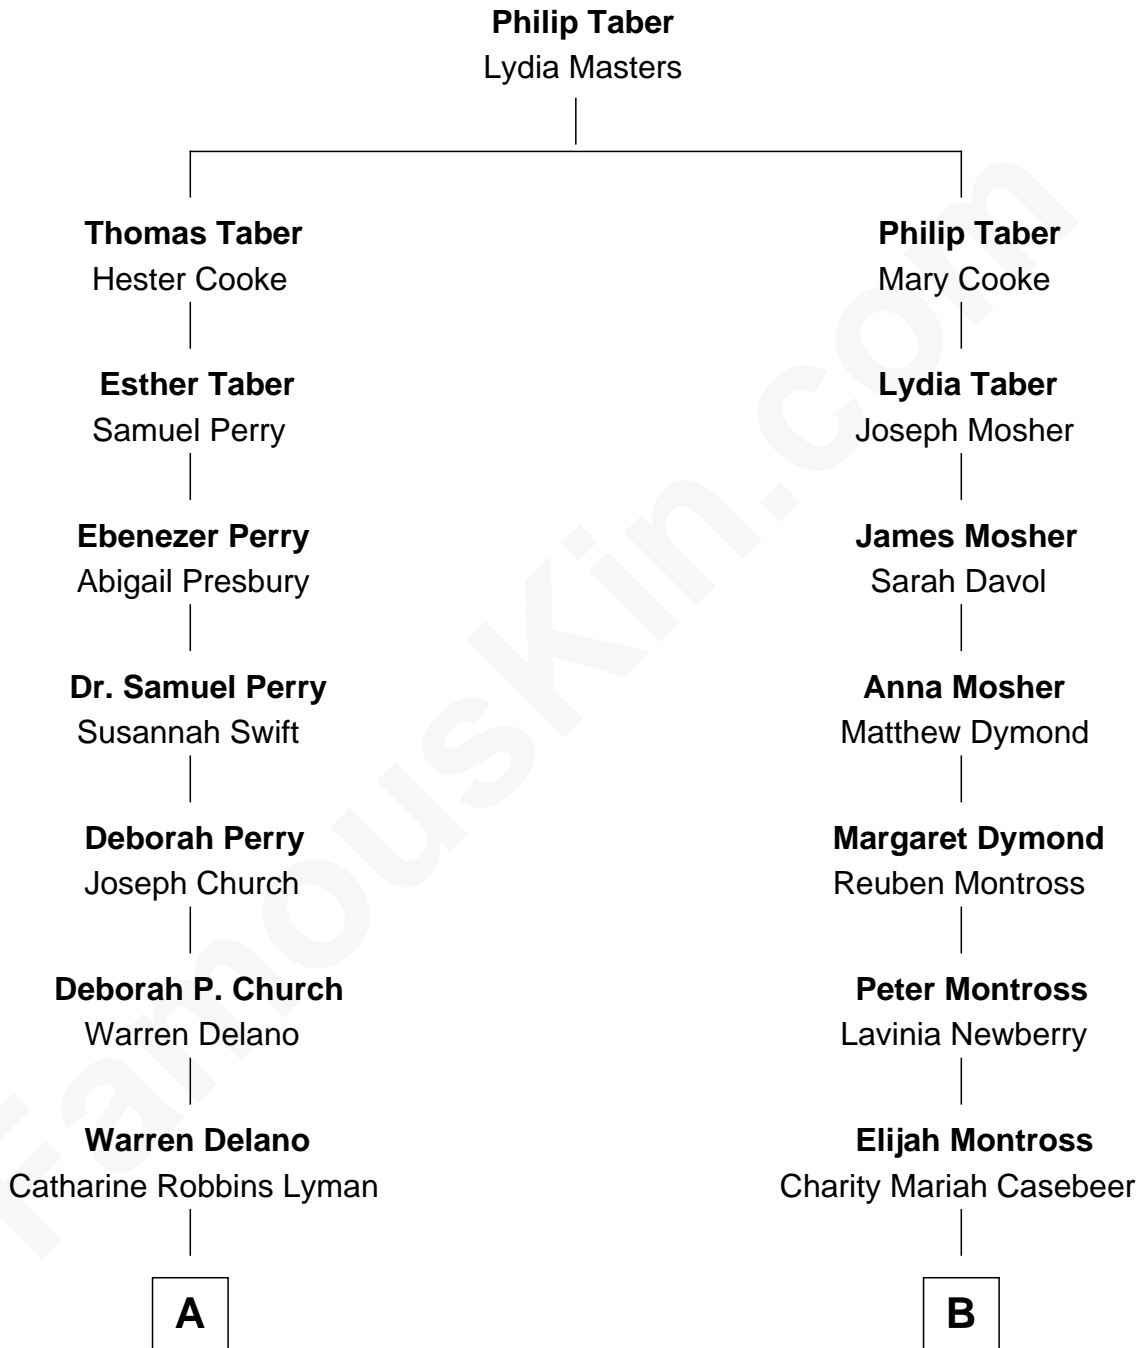 Philip Taber
Lydia Masters
Thomas Taber
Hester Cooke
Philip Taber
Mary Cooke
Esther Taber
Samuel Perry
Lydia Taber
Joseph Mosher
Ebenezer Perry
Abigail Presbury
James Mosher
Sarah Davol
Dr. Samuel Perry
Susannah Swift
Anna Mosher
Matthew Dymond
Deborah Perry
Joseph Church
Margaret Dymond
Reuben Montross
Deborah P. Church
Warren Delano
Peter Montross
Lavinia Newberry
Warren Delano
Catharine Robbins Lyman
Elijah Montross
Charity Mariah Casebeer
A
B
FamousKin.com